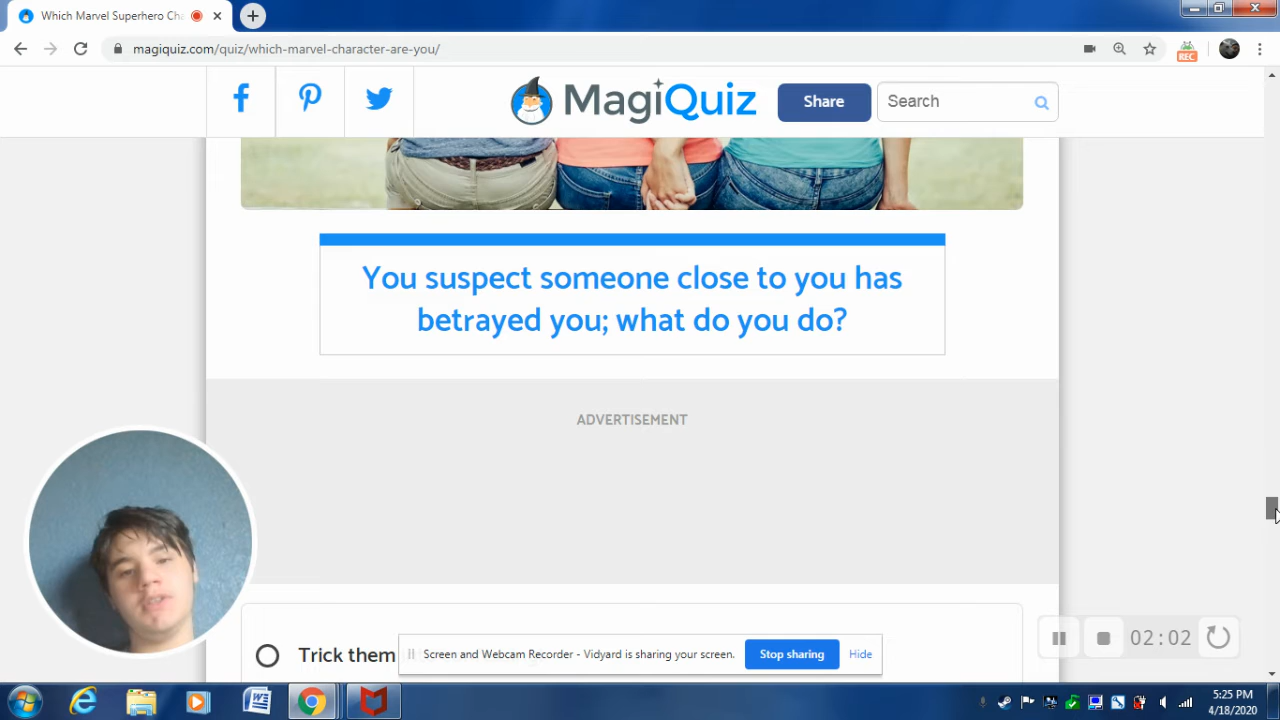 Which Marvel Superhero Cha
magiquiz.com/quiz/which-marvel-character-are-you/
REC
MagiQuiz
Share
Search
You suspect someone close to you has
betrayed you; what do you do?
ADVERTISEMENT
Trick them
Screen and Webcam Recorder - Vidyard is sharing your screen.
Stop sharing
Hide
02:02
5:25 PM
4/18/2020